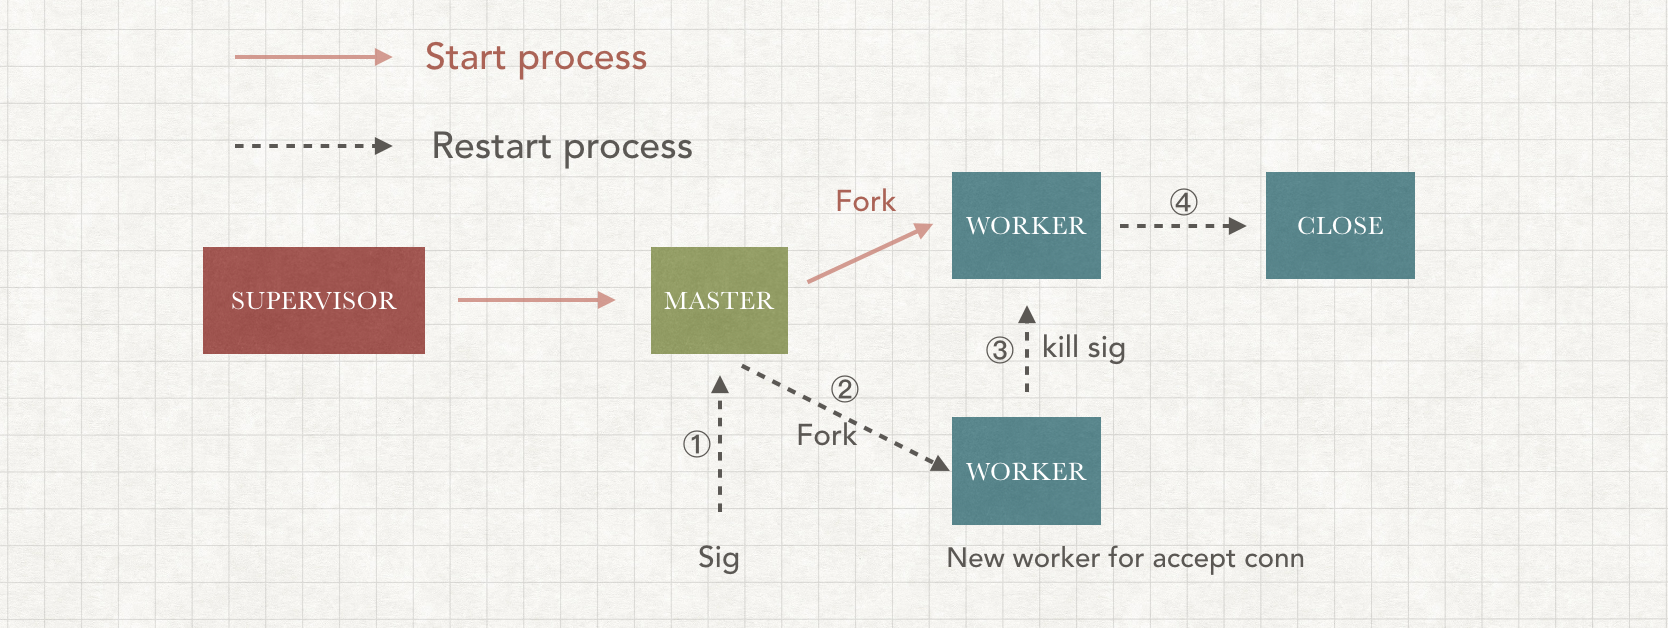 Start process
Restart process
Fork
WORKER
④
CLOSE
SUPERVISOR
MASTER
③ kill sig
②
Fork
①
WORKER
Sig
New worker for accept conn